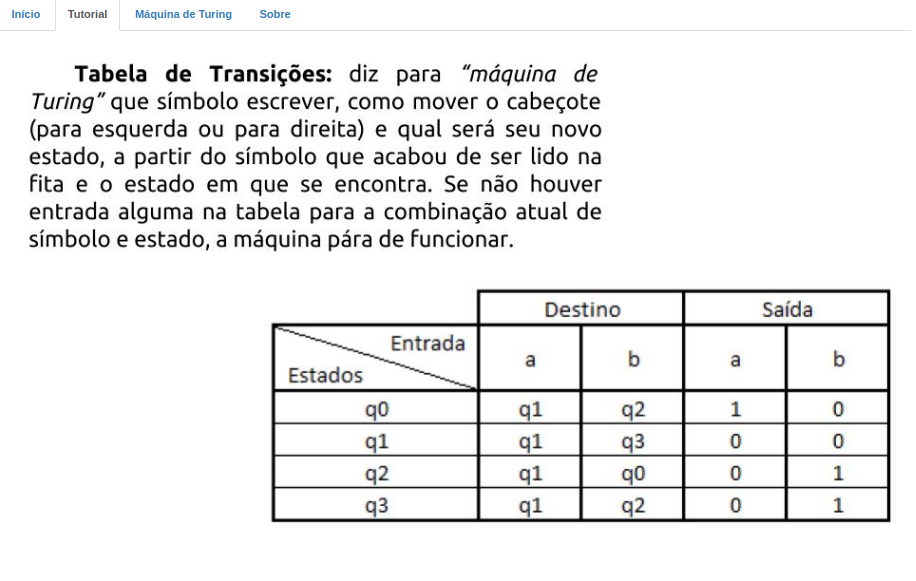 Início Tutorial Máquina de Turing Sobre
Tabela de Transições: diz para “máquina de
Turing” que símbolo escrever, como mover o cabeçote
(para esquerda ou para direita) e qual será seu novo
estado, a partir do símbolo que acabou de ser lido na
fita e o estado em que se encontra. Se não houver
entrada alguma na tabela para a combinação atual de
símbolo e estado, a máquina pára de funcionar.
Destino Saída
Entrada
Estados
a b a b
q0 q1 q2 1 0
q1 q1 q3 0 0
q2 q1 q0 0 1
q3 q1 q2 0 1